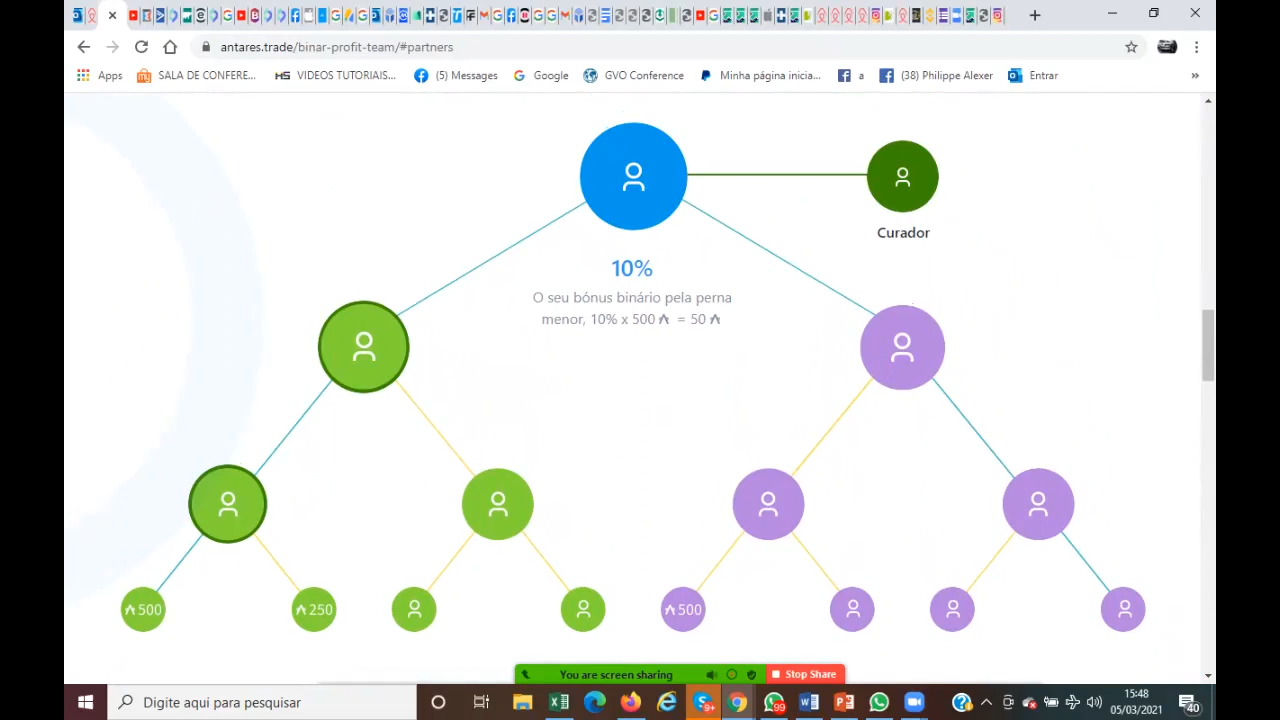 antares.trade/binar-profit-team/#partners
Apps
SALA DE CONFERE...
VIDEOS TUTORIAIS...
(5) Messages
Google
GVO Conference
Minha página inicia...
a
(38) Philippe Alexer
Entrar
»
Curador
10%
O seu bónus binário pela perna
menor, 10% x 500 = 50
500
250
500
You are screen sharing
Stop Share
Digite aqui para pesquisar
9+
99
15:48
05/03/2021
40